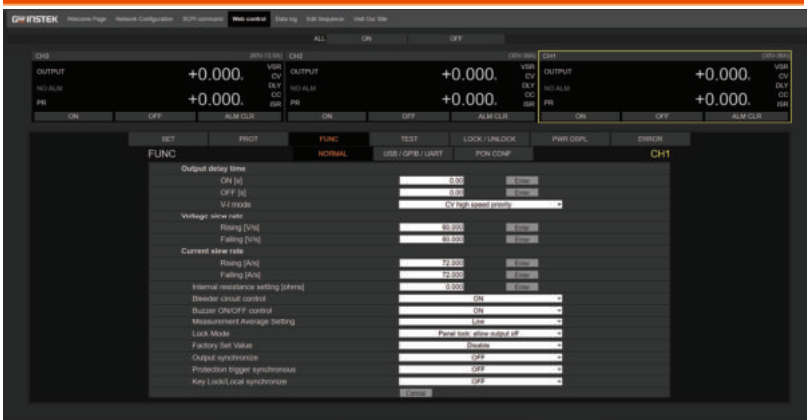 GW INSTEK Welcome Page Network Configuration SCPI command Web control Data log Edit Sequence Visit Our Site
ALL ON OFF
CH3 (80V-13.5A) CH2 (30V-36A) CH1 (30V-36A)
OUTPUT +0.000. VSR CV OUTPUT +0.000. VSR CV OUTPUT +0.000. VSR CV
NO ALM DLY NO ALM DLY NO ALM DLY
PR +0.000. CC ISR PR +0.000. CC ISR PR +0.000. CC ISR
ON OFF ALM CLR ON OFF ALM CLR ON OFF ALM CLR
SET PROT FUNC TEST LOCK / UNLOCK PWR DSPL ERROR
FUNC NORMAL USB / GPIB / UART PON CONF CH1
Output delay time
ON [s] 0.00 Enter
OFF [s] 0.00 Enter
V-I mode CV high speed priority
Voltage slew rate
Rising [V/s] 60.000 Enter
Falling [V/s] 60.000 Enter
Current slew rate
Rising [A/s] 72.000 Enter
Falling [A/s] 72.000 Enter
Internal resistance setting [ohms] 0.000 Enter
Bleeder circuit control ON
Buzzer ON/OFF control ON
Measurement Average Setting Low
Lock Mode Panel lock: allow output off
Factory Set Value Disable
Output synchronize OFF
Protection trigger synchronous OFF
Key Lock/Local synchronize OFF
Cancel